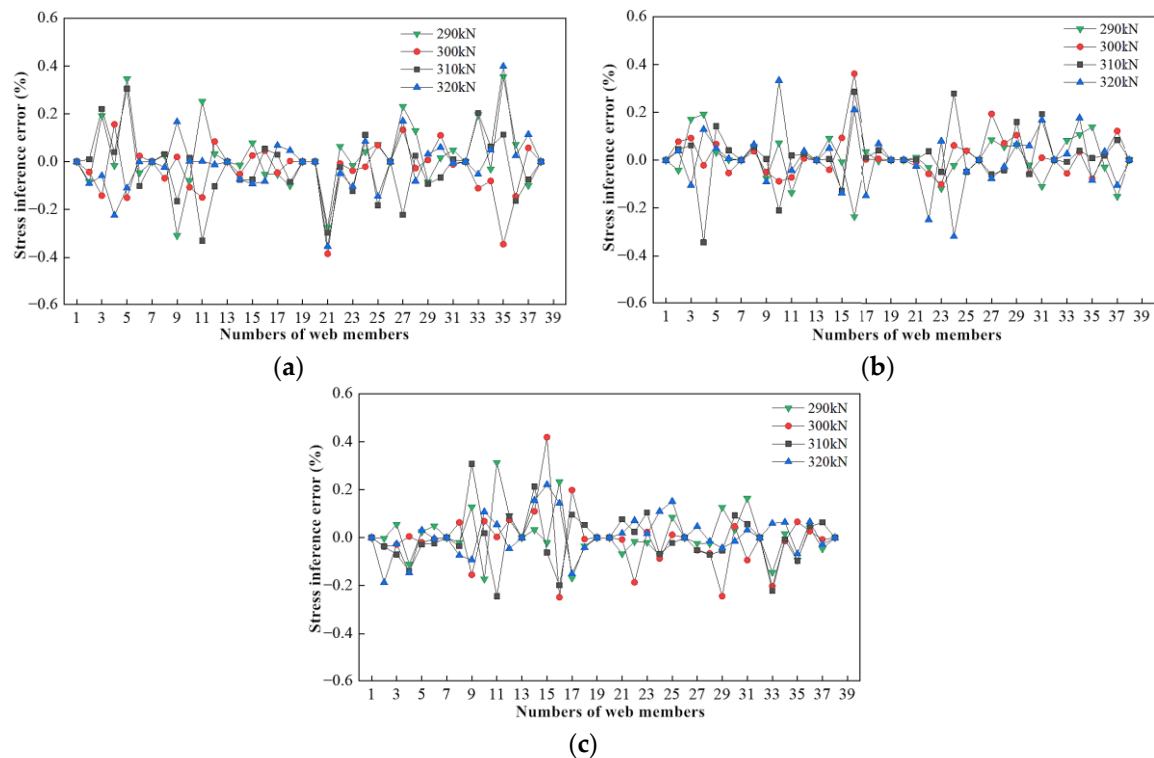 0.6
0.4
0.2
0.0
−0.2
−0.4
−0.6
Stress inference error (%)
290kN
300kN
310kN
320kN
1 3 5 7 9 11 13 15 17 19 21 23 25 27 29 31 33 35 37 39
Numbers of web members
(a)
0.6
0.4
0.2
0.0
−0.2
−0.4
−0.6
Stress inference error (%)
290kN
300kN
310kN
320kN
1 3 5 7 9 11 13 15 17 19 21 23 25 27 29 31 33 35 37 39
Numbers of web members
(b)
0.6
0.4
0.2
0.0
−0.2
−0.4
−0.6
Stress inference error (%)
290kN
300kN
310kN
320kN
1 3 5 7 9 11 13 15 17 19 21 23 25 27 29 31 33 35 37 39
Numbers of web members
(c)